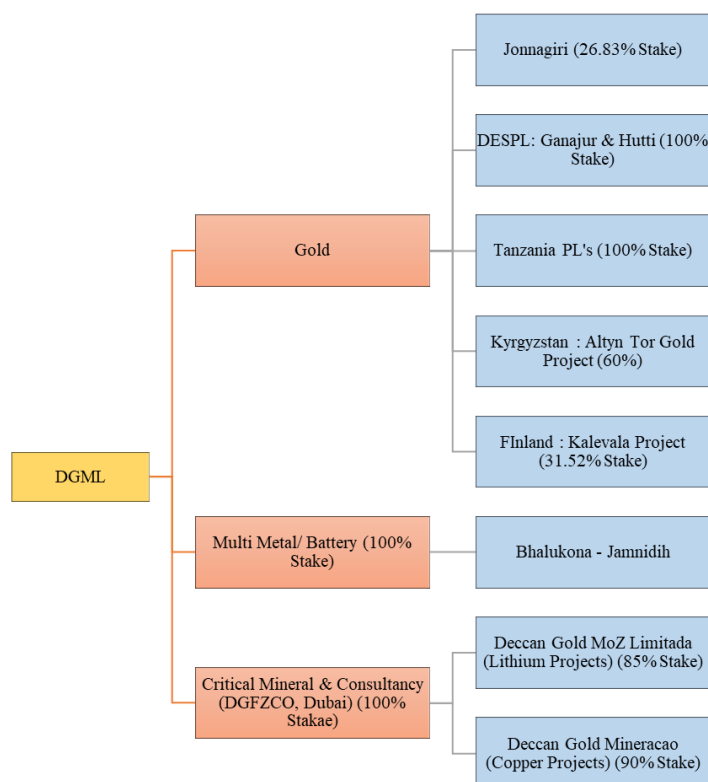 DGML
Gold
Jonnagiri (26.83% Stake)
DESPL: Ganajur & Hutti (100%
Stake)
Tanzania PL's (100% Stake)
Kyrgyzstan : Altyn Tor Gold
Project (60%)
FInland : Kalevala Project
(31.52% Stake)
Multi Metal/ Battery (100%
Stake)
Bhalukona - Jamnidih
Critical Mineral & Consultancy
(DGFZCO, Dubai) (100%
Stakae)
Deccan Gold MoZ Limitada
(Lithium Projects) (85% Stake)
Deccan Gold Mineracao
(Copper Projects) (90% Stake)